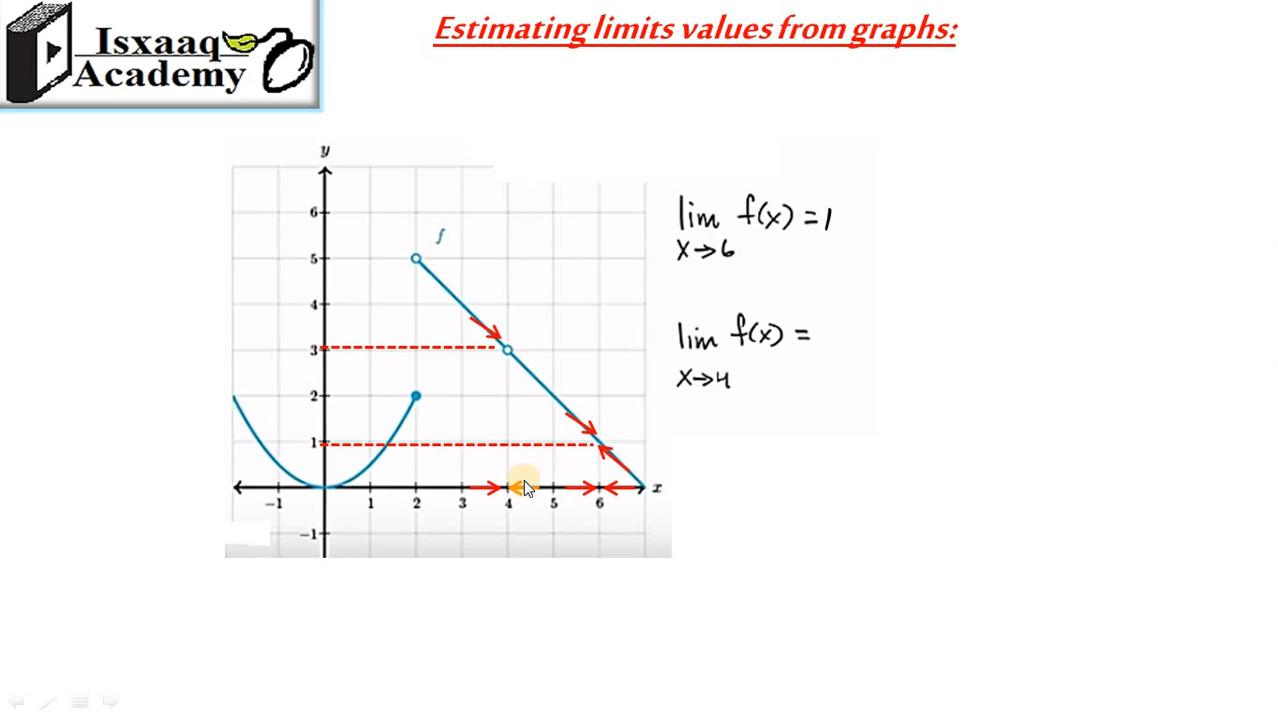 Isxaaq
Academy
Estimating limits values from graphs:
y
6
f
5
4
3
2
1
-1 1 2 3 4 5 6 x
-1
lim f(x) = 1
x→6
lim f(x) =
x→4